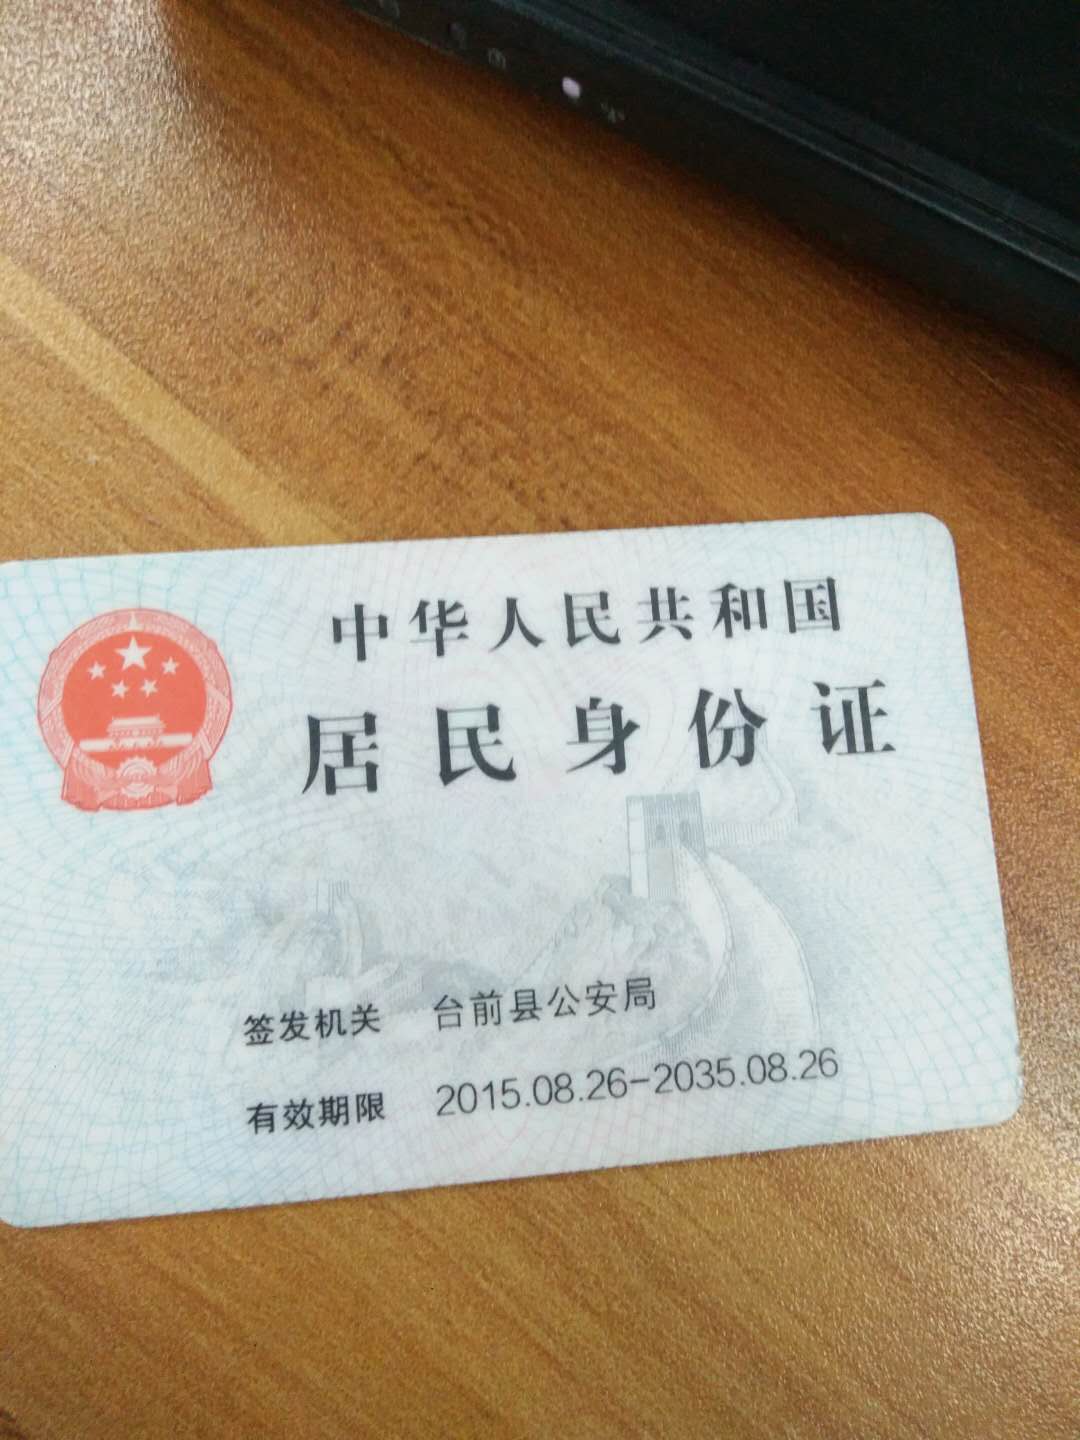 中华人民共和国
居民身份证
签发机关 台前县公安局
有效期限 2015.08.26-2035.08.26